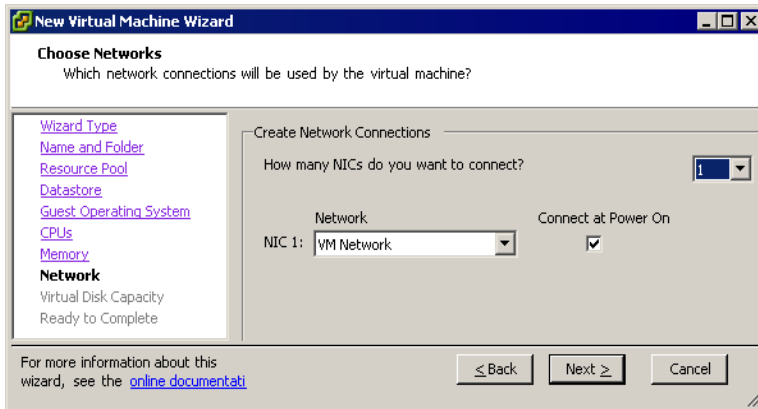 New Virtual Machine Wizard
Choose Networks
Which network connections will be used by the virtual machine?
Wizard Type
Name and Folder
Resource Pool
Datastore
Guest Operating System
CPUs
Memory
Network
Virtual Disk Capacity
Ready to Complete
Create Network Connections
How many NICs do you want to connect?
1
Network
Connect at Power On
NIC 1:
VM Network
For more information about this
wizard, see the online documentati
< Back
Next >
Cancel